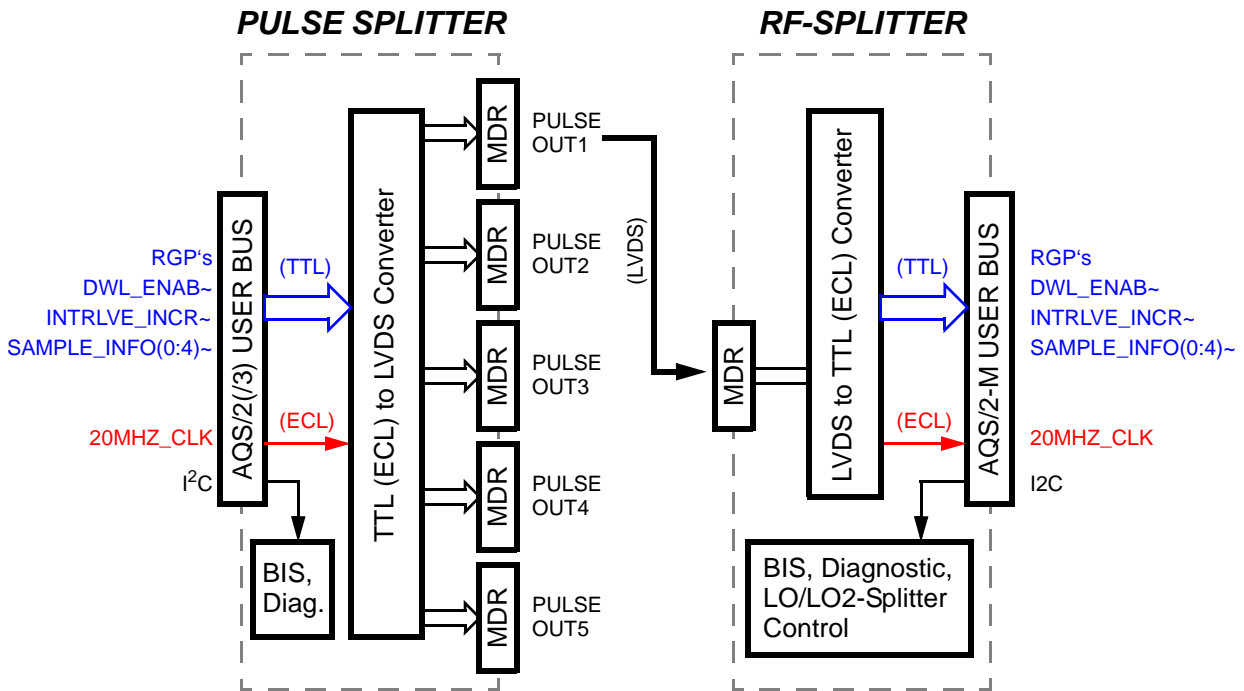 PULSE SPLITTER
RF-SPLITTER
RGP‘s
DWL_ENAB~
INTRLVE_INCR~
SAMPLE_INFO(0:4)~
20MHZ_CLK
I²C
AQS/2(/3) USER BUS
(TTL)
(ECL)
BIS,
Diag.
TTL (ECL) to LVDS Converter
MDR
PULSE
OUT1
MDR
PULSE
OUT2
MDR
PULSE
OUT3
MDR
PULSE
OUT4
MDR
PULSE
OUT5
(LVDS)
MDR
LVDS to TTL (ECL) Converter
(TTL)
(ECL)
AQS/2-M USER BUS
RGP‘s
DWL_ENAB~
INTRLVE_INCR~
SAMPLE_INFO(0:4)~
20MHZ_CLK
I2C
BIS, Diagnostic,
LO/LO2-Splitter
Control